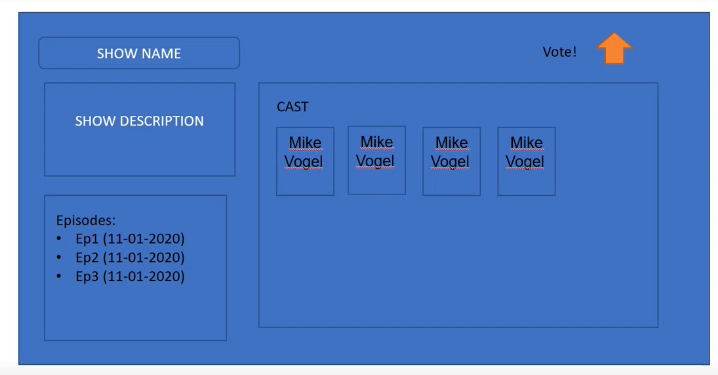 SHOW NAME
Vote!
SHOW DESCRIPTION
CAST
Mike
Vogel
Mike
Vogel
Mike
Vogel
Mike
Vogel
Episodes:
• Ep1 (11-01-2020)
• Ep2 (11-01-2020)
• Ep3 (11-01-2020)